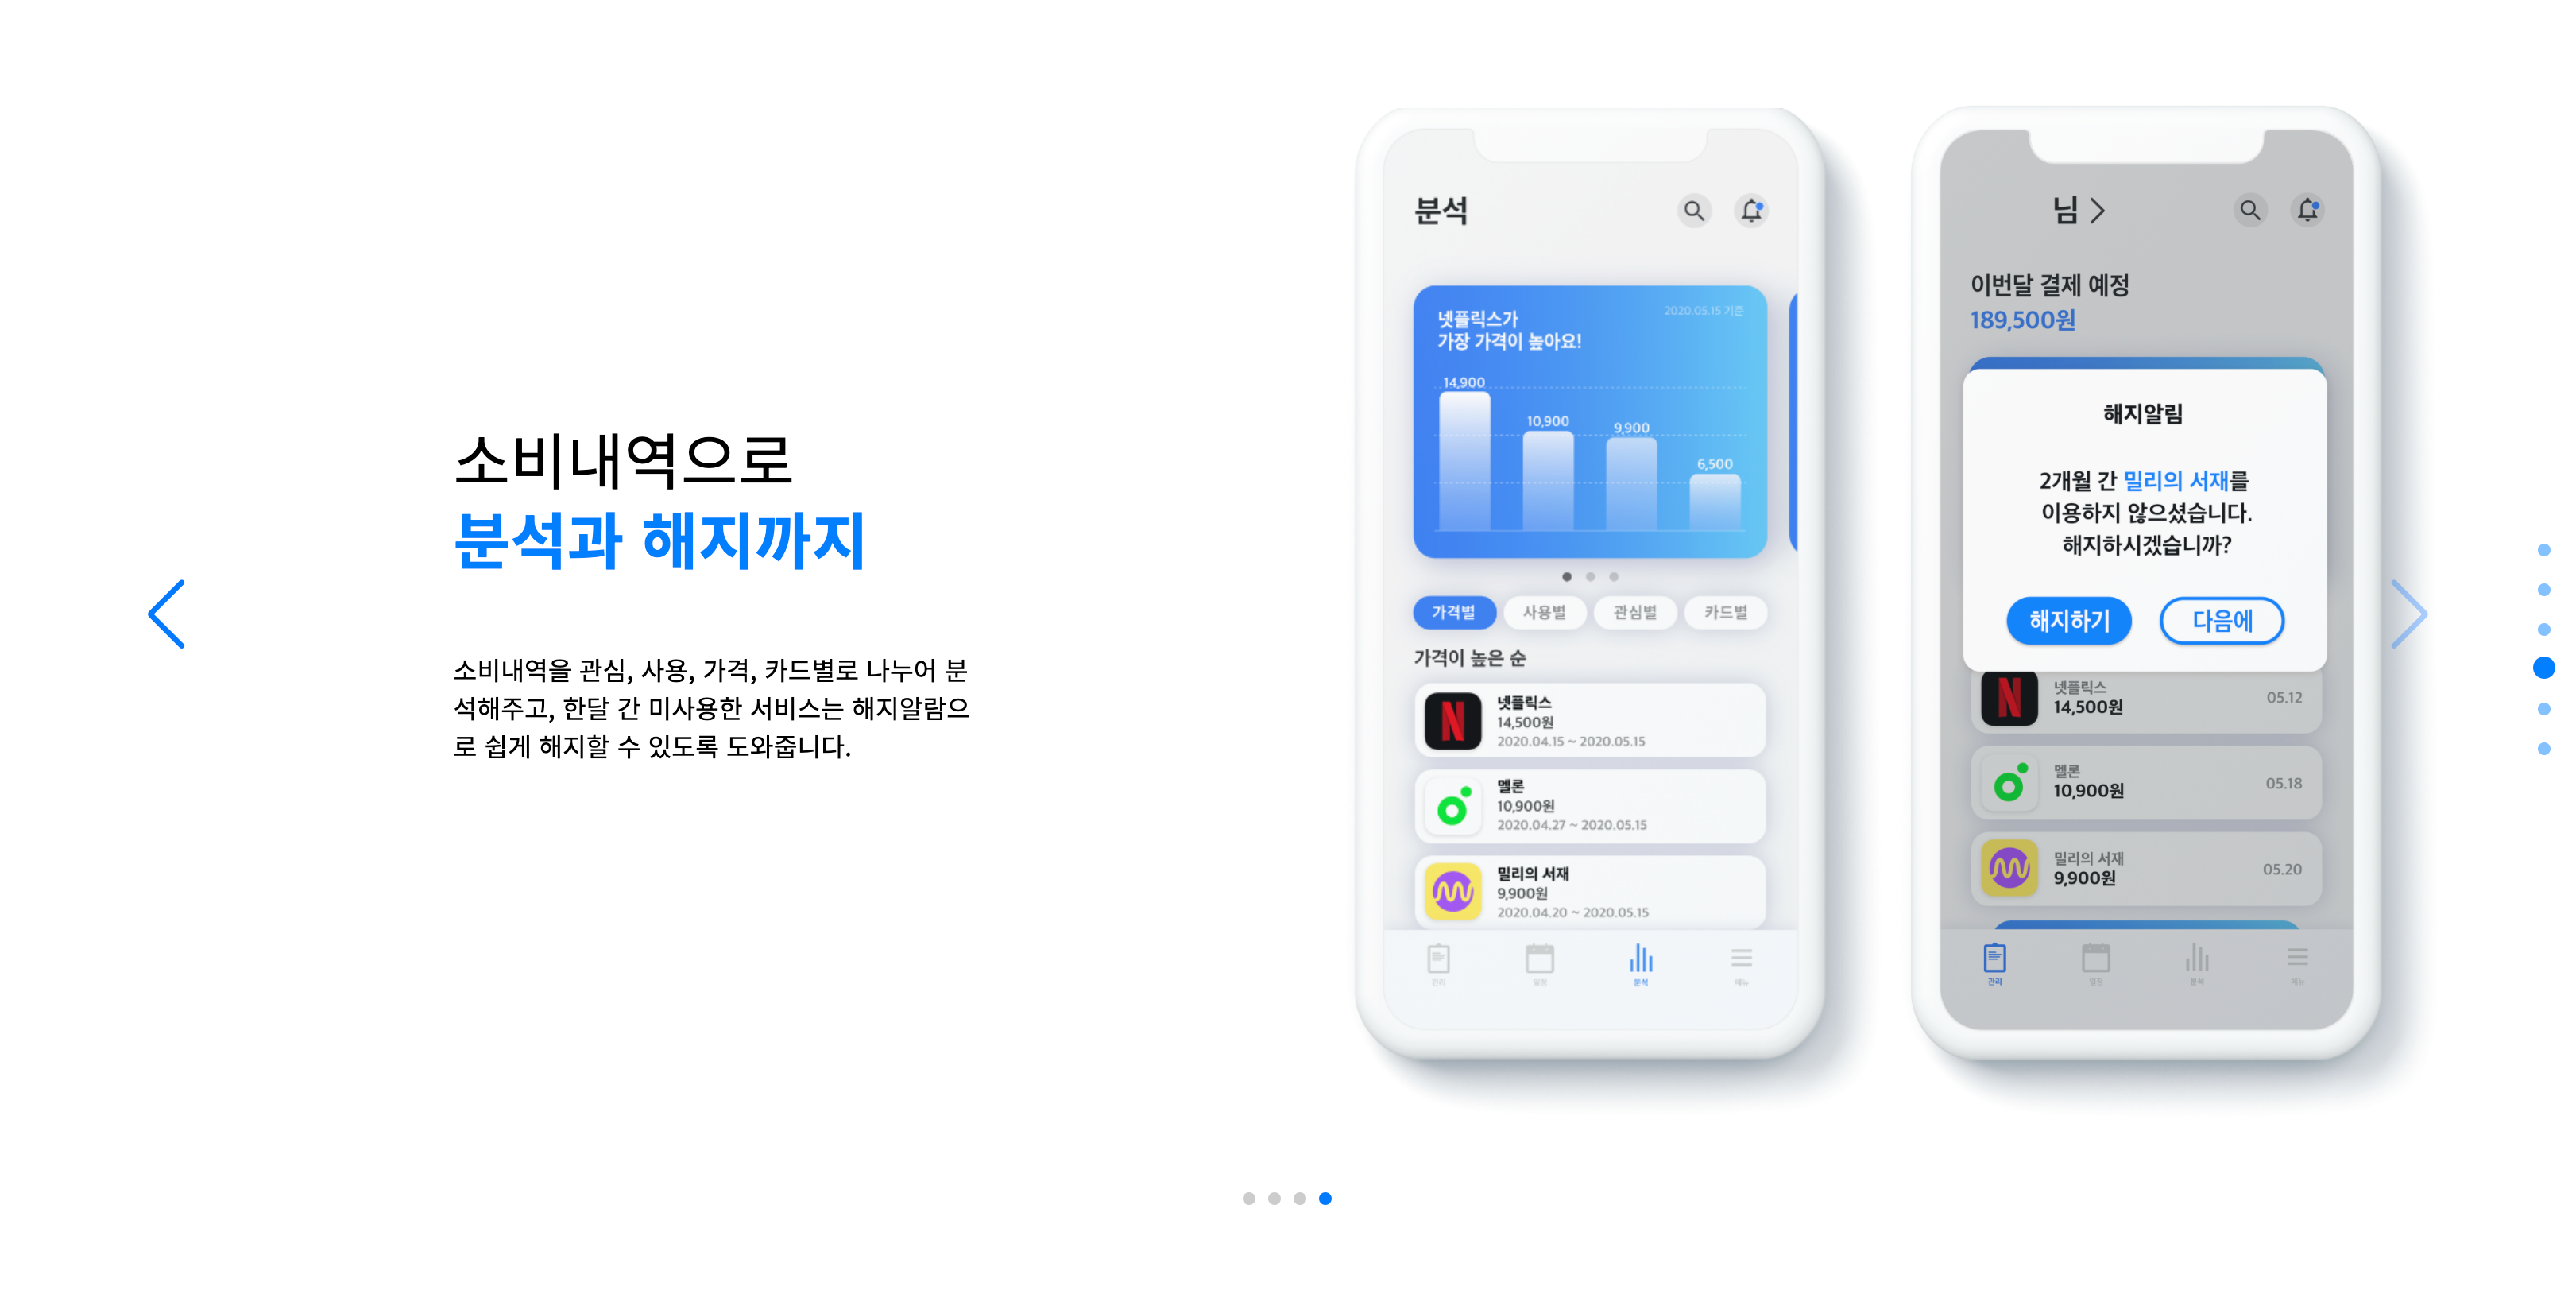 소비내역으로
분석과 해지까지
소비내역을 관심, 사용, 가격, 카드별로 나누어 분
석해주고, 한달 간 미사용한 서비스는 해지알람으
로 쉽게 해지할 수 있도록 도와줍니다.
분석
넷플릭스가
가장 가격이 높아요!
2020.05.15 기준
14,900
10,900
9,900
6,500
가격별
사용별
관심별
카드별
가격이 높은 순
넷플릭스
14,500원
2020.04.15 ~ 2020.05.15
멜론
10,900원
2020.04.27 ~ 2020.05.15
밀리의 서재
9,900원
2020.04.20 ~ 2020.05.15
관리
분석
메뉴
님
이번달 결제 예정
189,500원
해지알림
2개월 간 밀리의 서재를
이용하지 않으셨습니다.
해지하시겠습니까?
해지하기
다음에
넷플릭스
14,500원
05.12
멜론
10,900원
05.18
밀리의 서재
9,900원
05.20
관리
분석
메뉴